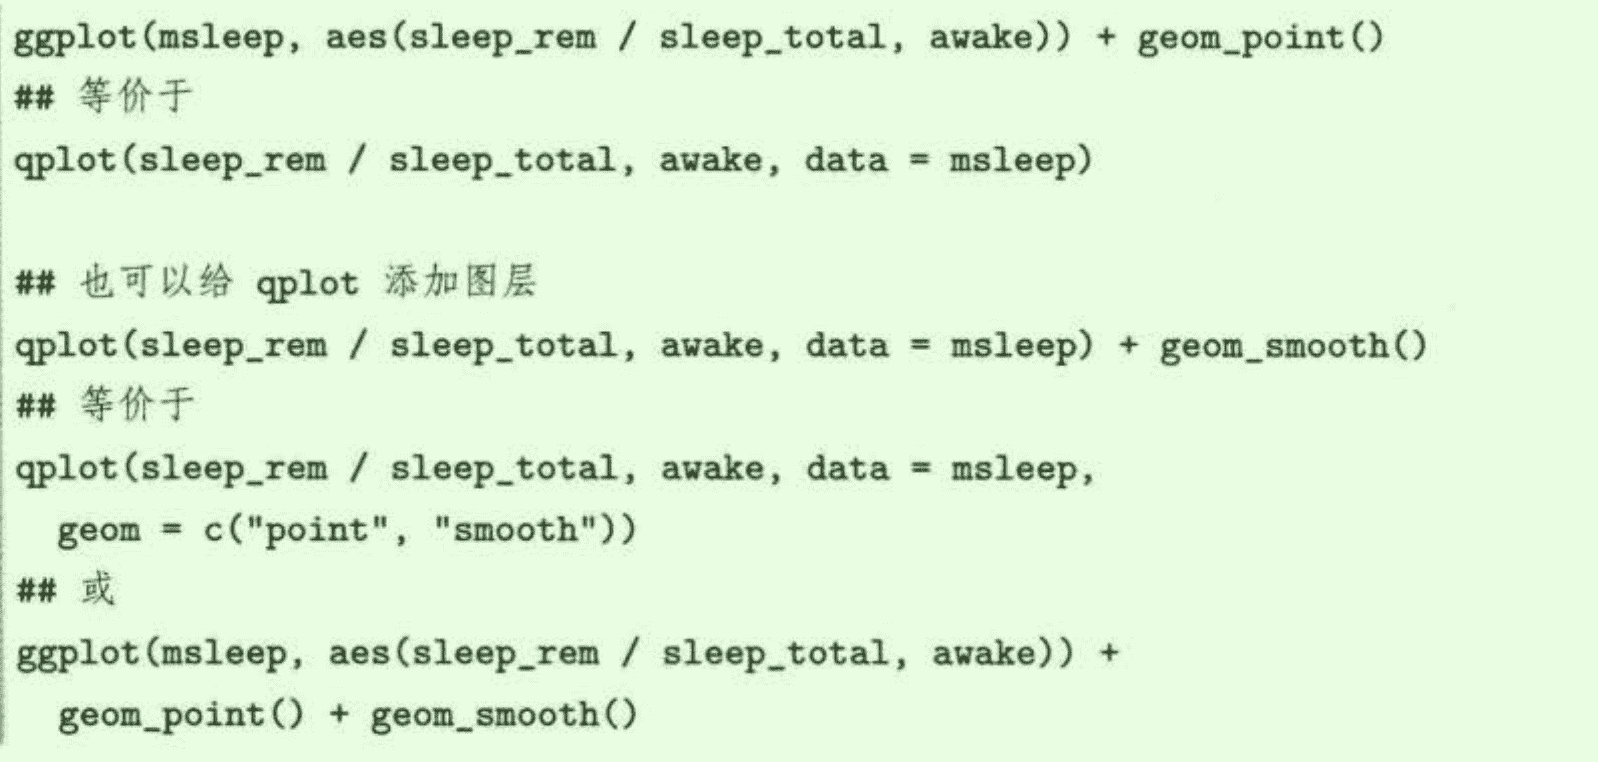 ggplot(msleep, aes(sleep_rem / sleep_total, awake)) + geom_point()
## 等价于
qplot(sleep_rem / sleep_total, awake, data = msleep)
## 也可以给 qplot 添加图层
qplot(sleep_rem / sleep_total, awake, data = msleep) + geom_smooth()
## 等价于
qplot(sleep_rem / sleep_total, awake, data = msleep,
  geom = c("point", "smooth"))
## 或
ggplot(msleep, aes(sleep_rem / sleep_total, awake)) +
  geom_point() + geom_smooth()